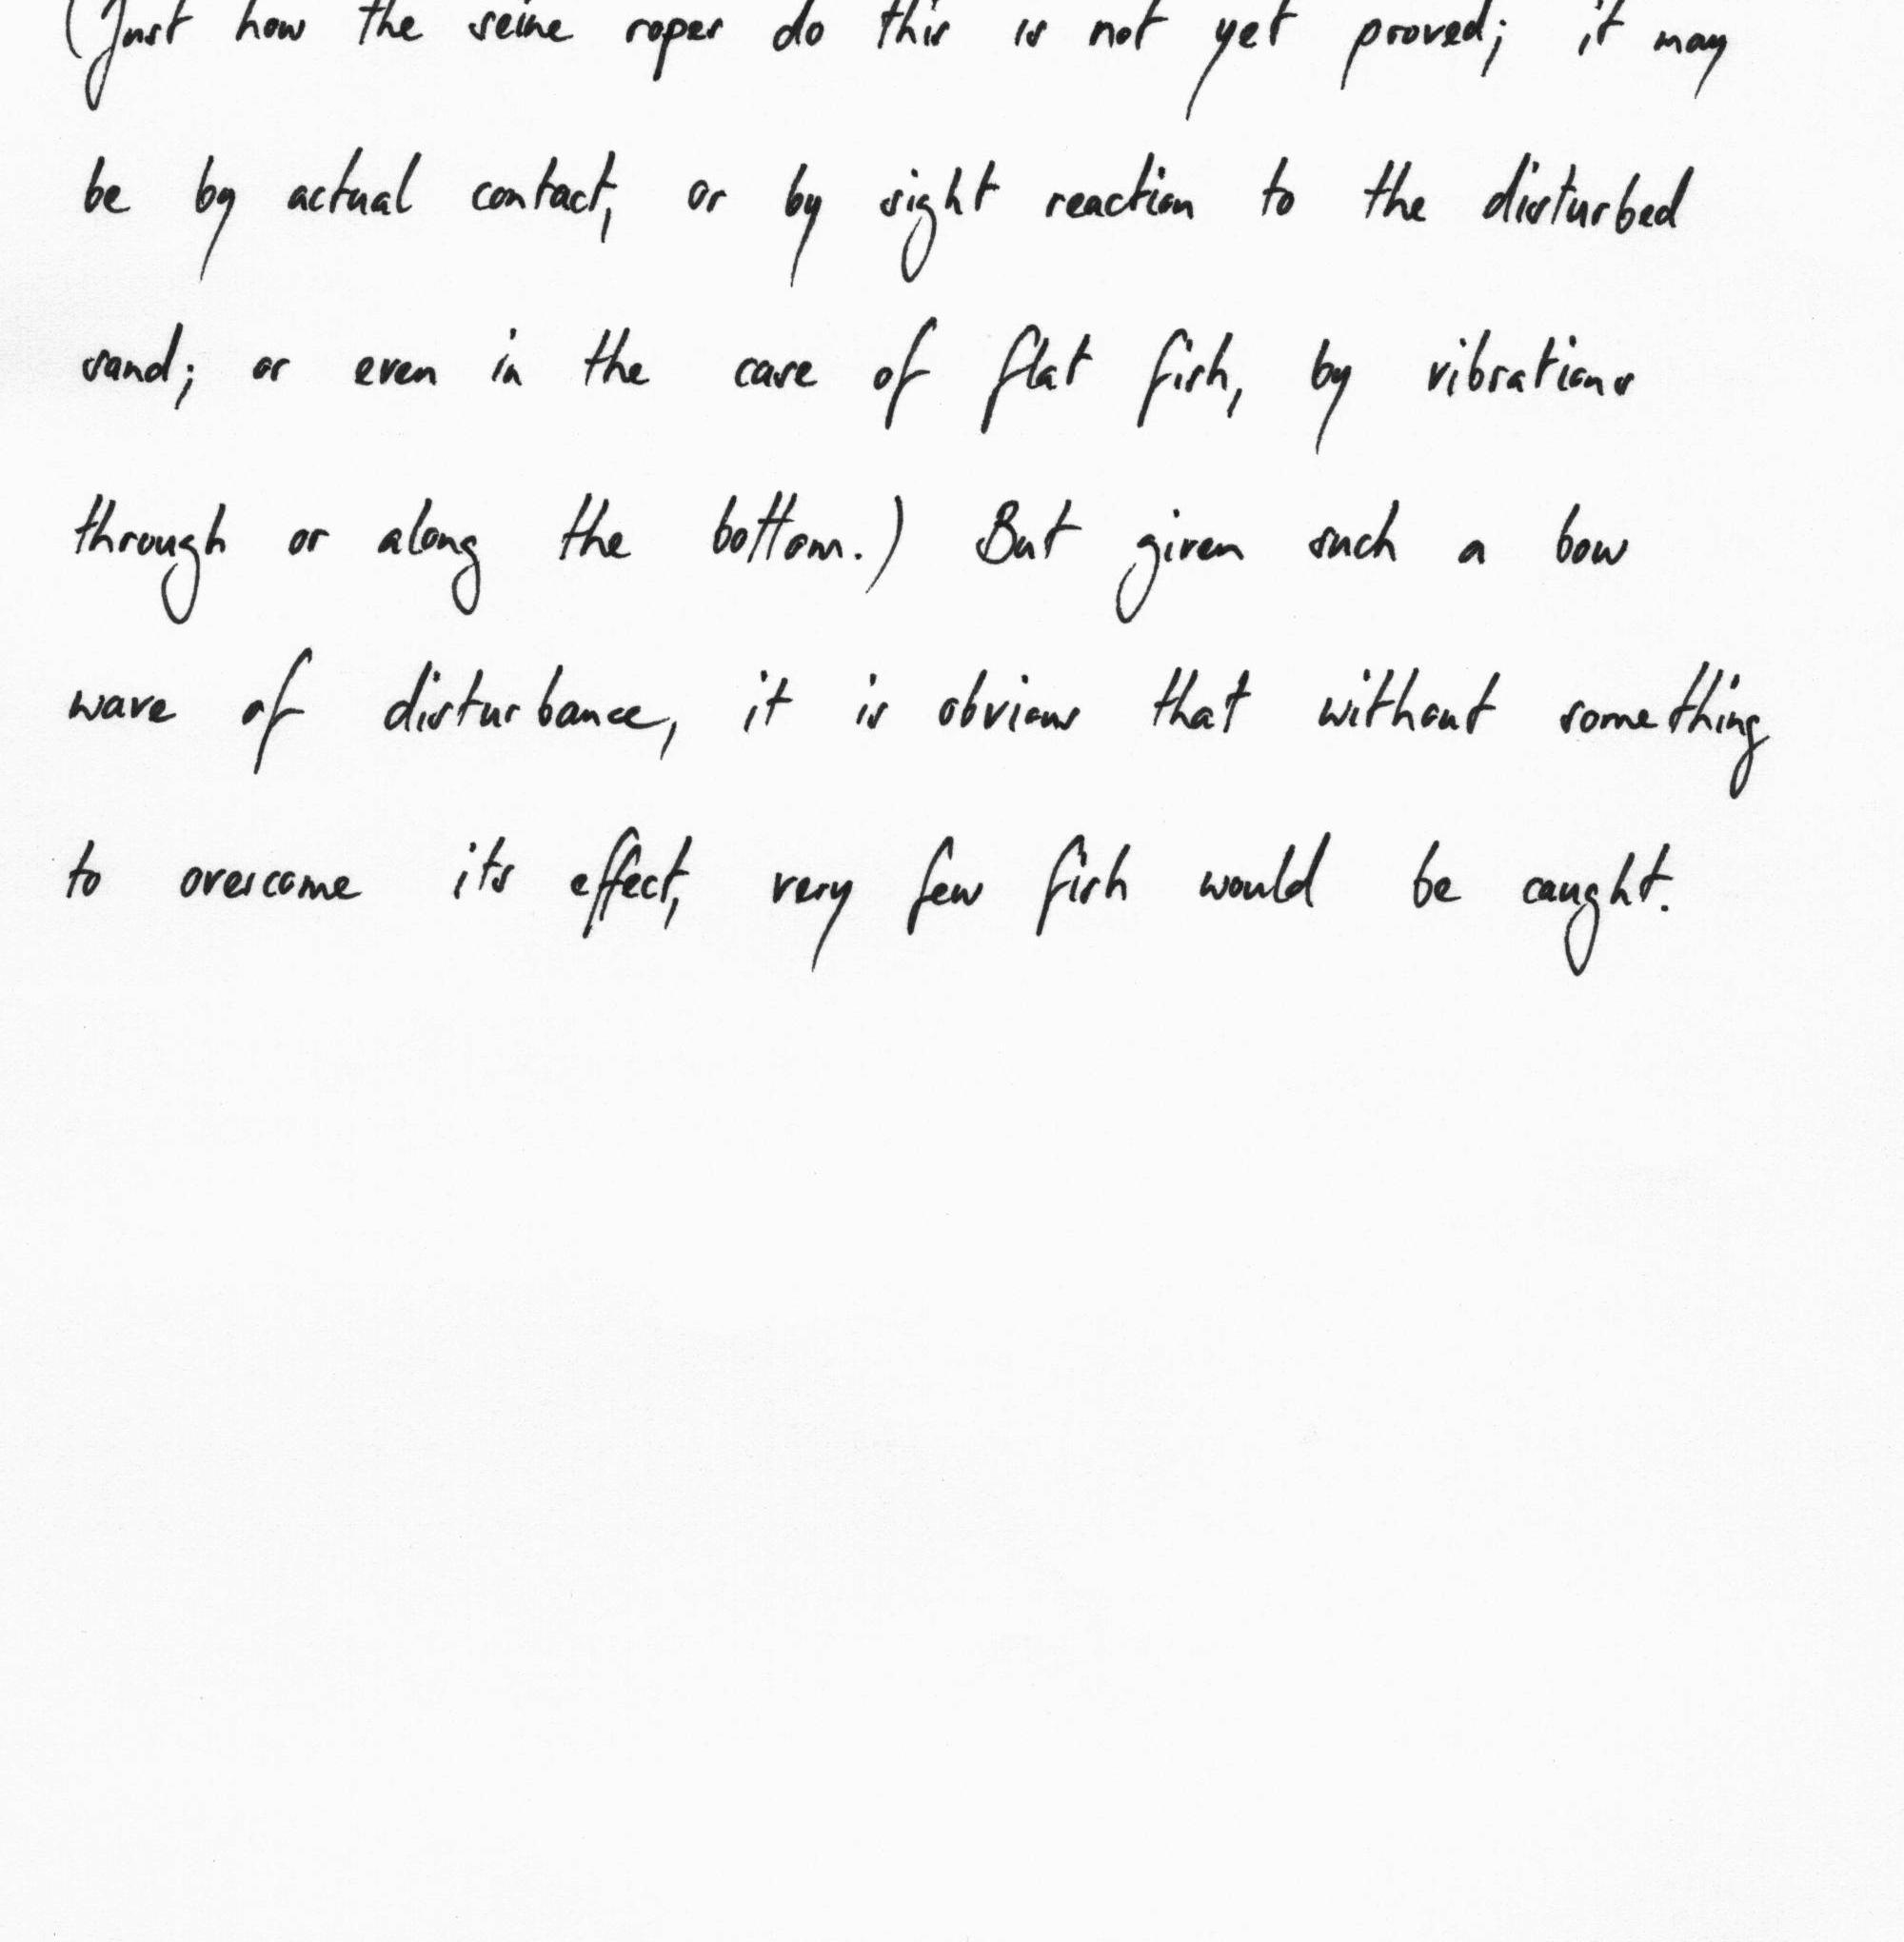 (Just how the seine ropes do this is not yet proved; it may
be by actual contact, or by sight reaction to the disturbed
sand; or even in the case of flat fish, by vibrations
through or along the bottom.) But given such a bow
wave of disturbance, it is obvious that without something
to overcome its effect, very few fish would be caught.